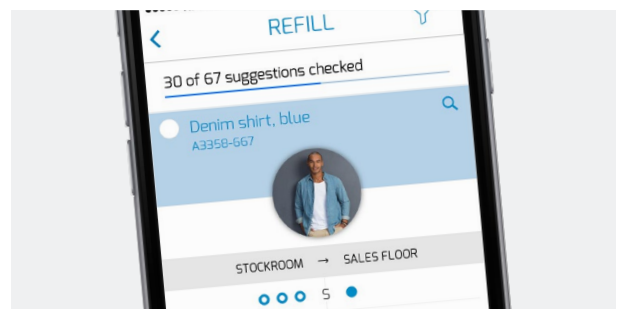 REFILL
30 of 67 suggestions checked
Denim shirt, blue
A3358-667
STOCKROOM → SALES FLOOR
S